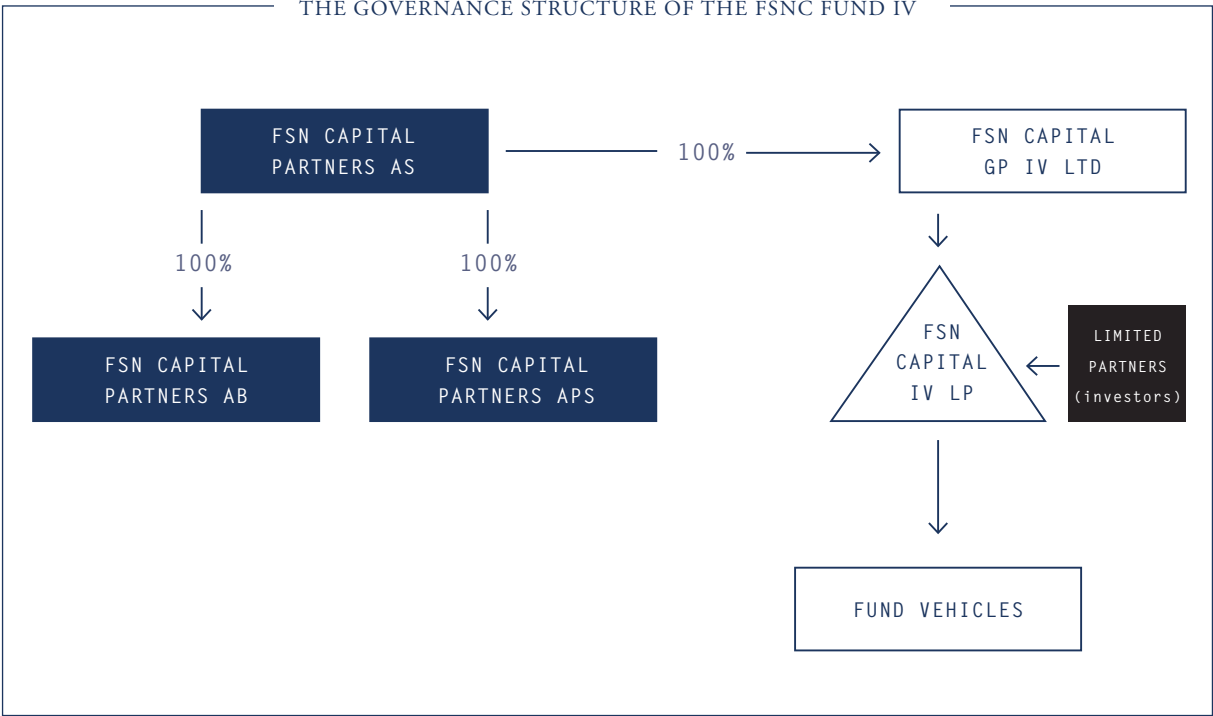 THE GOVERNANCE STRUCTURE OF THE FSNC FUND IV
FSN CAPITAL
PARTNERS AS
100%
FSN CAPITAL
GP IV LTD
100%
100%
FSN CAPITAL
PARTNERS AB
FSN CAPITAL
PARTNERS APS
FSN
CAPITAL
IV LP
LIMITED
PARTNERS
(investors)
FUND VEHICLES